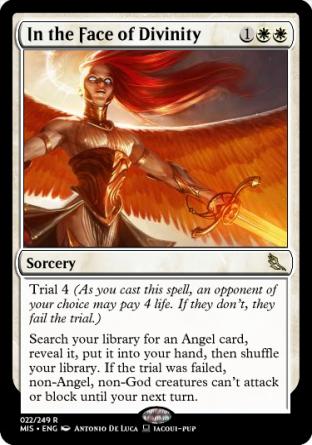 In the Face of Divinity 1
Sorcery
Trial 4 (As you cast this spell, an opponent of
your choice may pay 4 life. If they don't, they
fail the trial.)
Search your library for an Angel card,
reveal it, put it into your hand, then shuffle
your library. If the trial was failed,
non-Angel, non-God creatures can't attack
or block until your next turn.
022/249 R
MIS • ENG Antonio De Luca Iacoui-pup